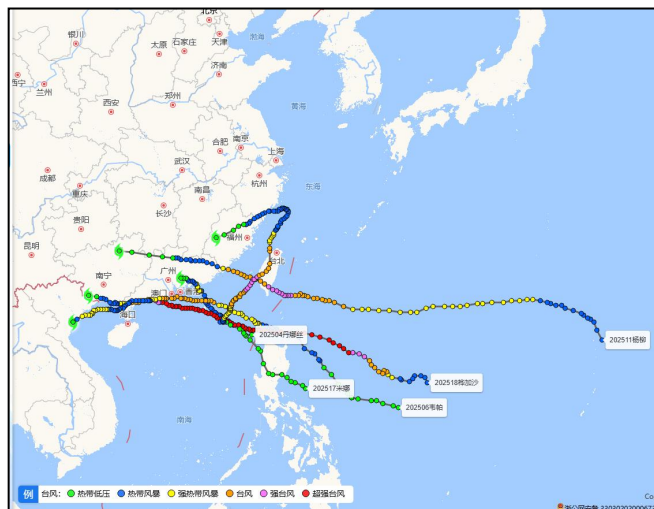 北京
银川
天津
渤海
太原
石家庄
济南
西宁
兰州
黄海
郑州
西安
南京
合肥
上海
成都
武汉
杭州
东海
重庆
南昌
长沙
贵阳
福州
昆明
台北
南宁
广州
澳门
香港
海口
202504丹娜丝
202511杨柳
202518桦加沙
202517米娜
202506韦帕
南海
例
台风：
热带低压
热带风暴
强热带风暴
台风
强台风
超强台风